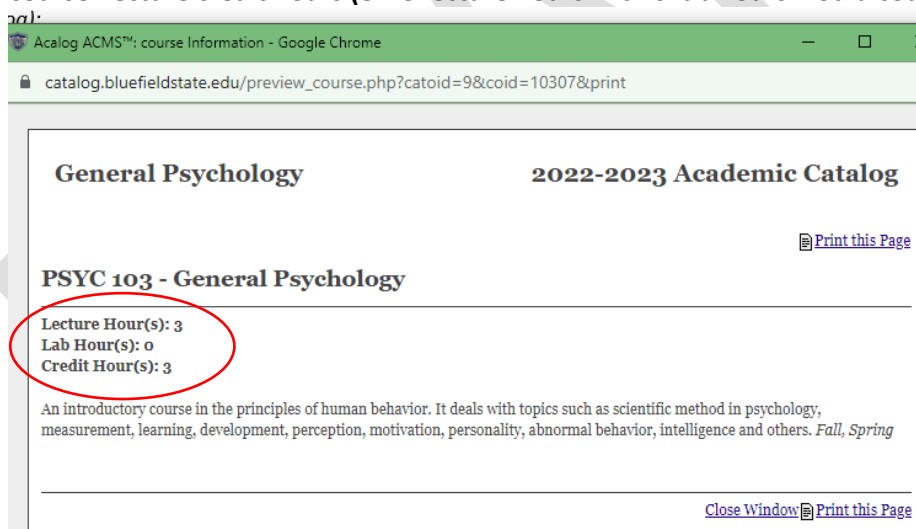 Acalog ACMS™: course Information - Google Chrome
catalog.bluefieldstate.edu/preview_course.php?catoid=9&coid=10307&print
General Psychology 2022-2023 Academic Catalog
Print this Page
PSYC 103 - General Psychology
Lecture Hour(s): 3
Lab Hour(s): 0
Credit Hour(s): 3
An introductory course in the principles of human behavior. It deals with topics such as scientific method in psychology,
measurement, learning, development, perception, motivation, personality, abnormal behavior, intelligence and others. Fall, Spring
Close Window Print this Page